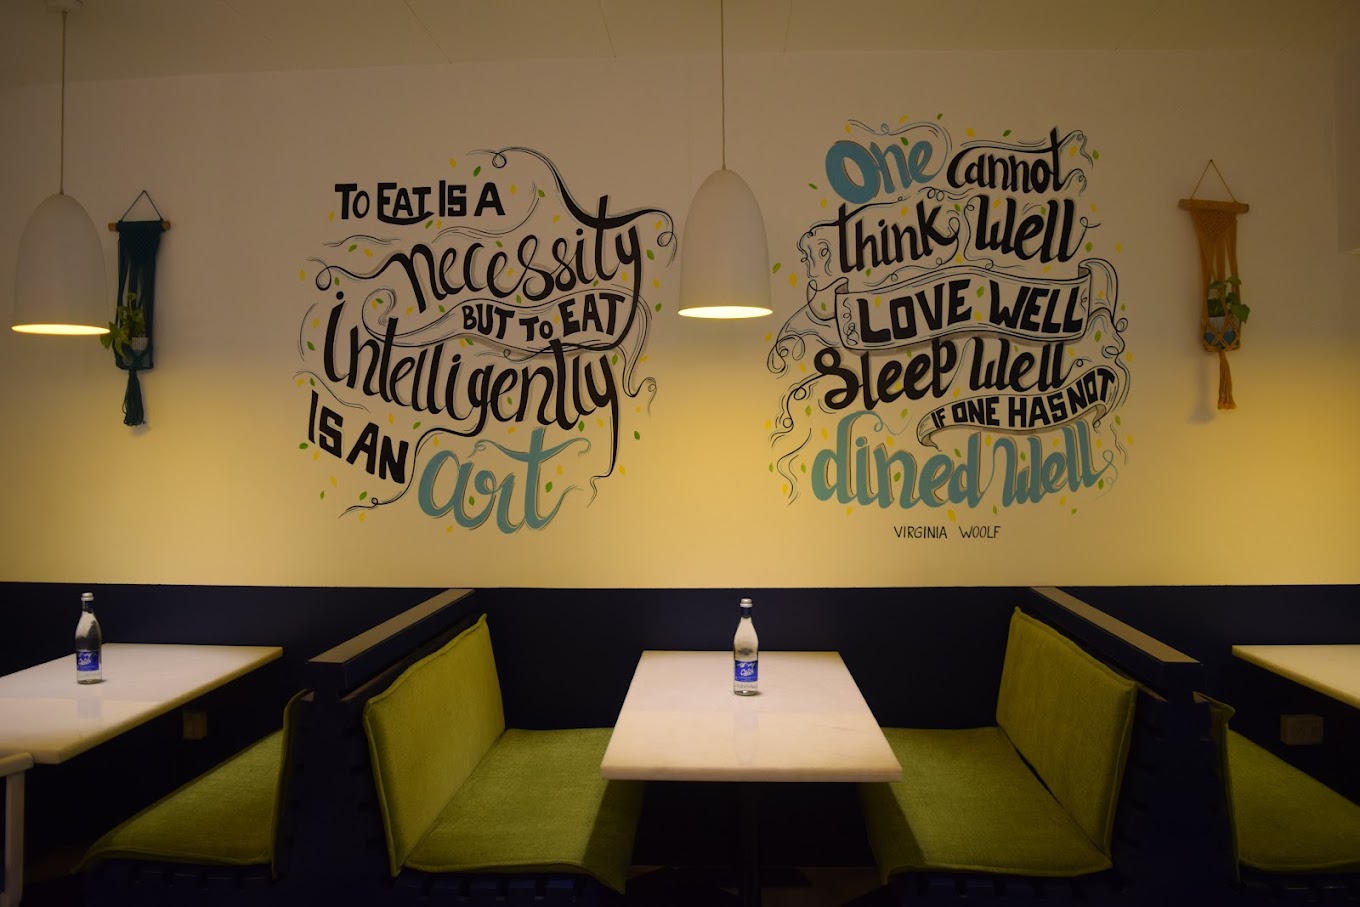 TO EAT IS A
necessity
BUT TO EAT
intelligently
IS AN
art
One cannot
think well
LOVE WELL
Sleep well
IF ONE HAS NOT
dined well
VIRGINIA WOOLF